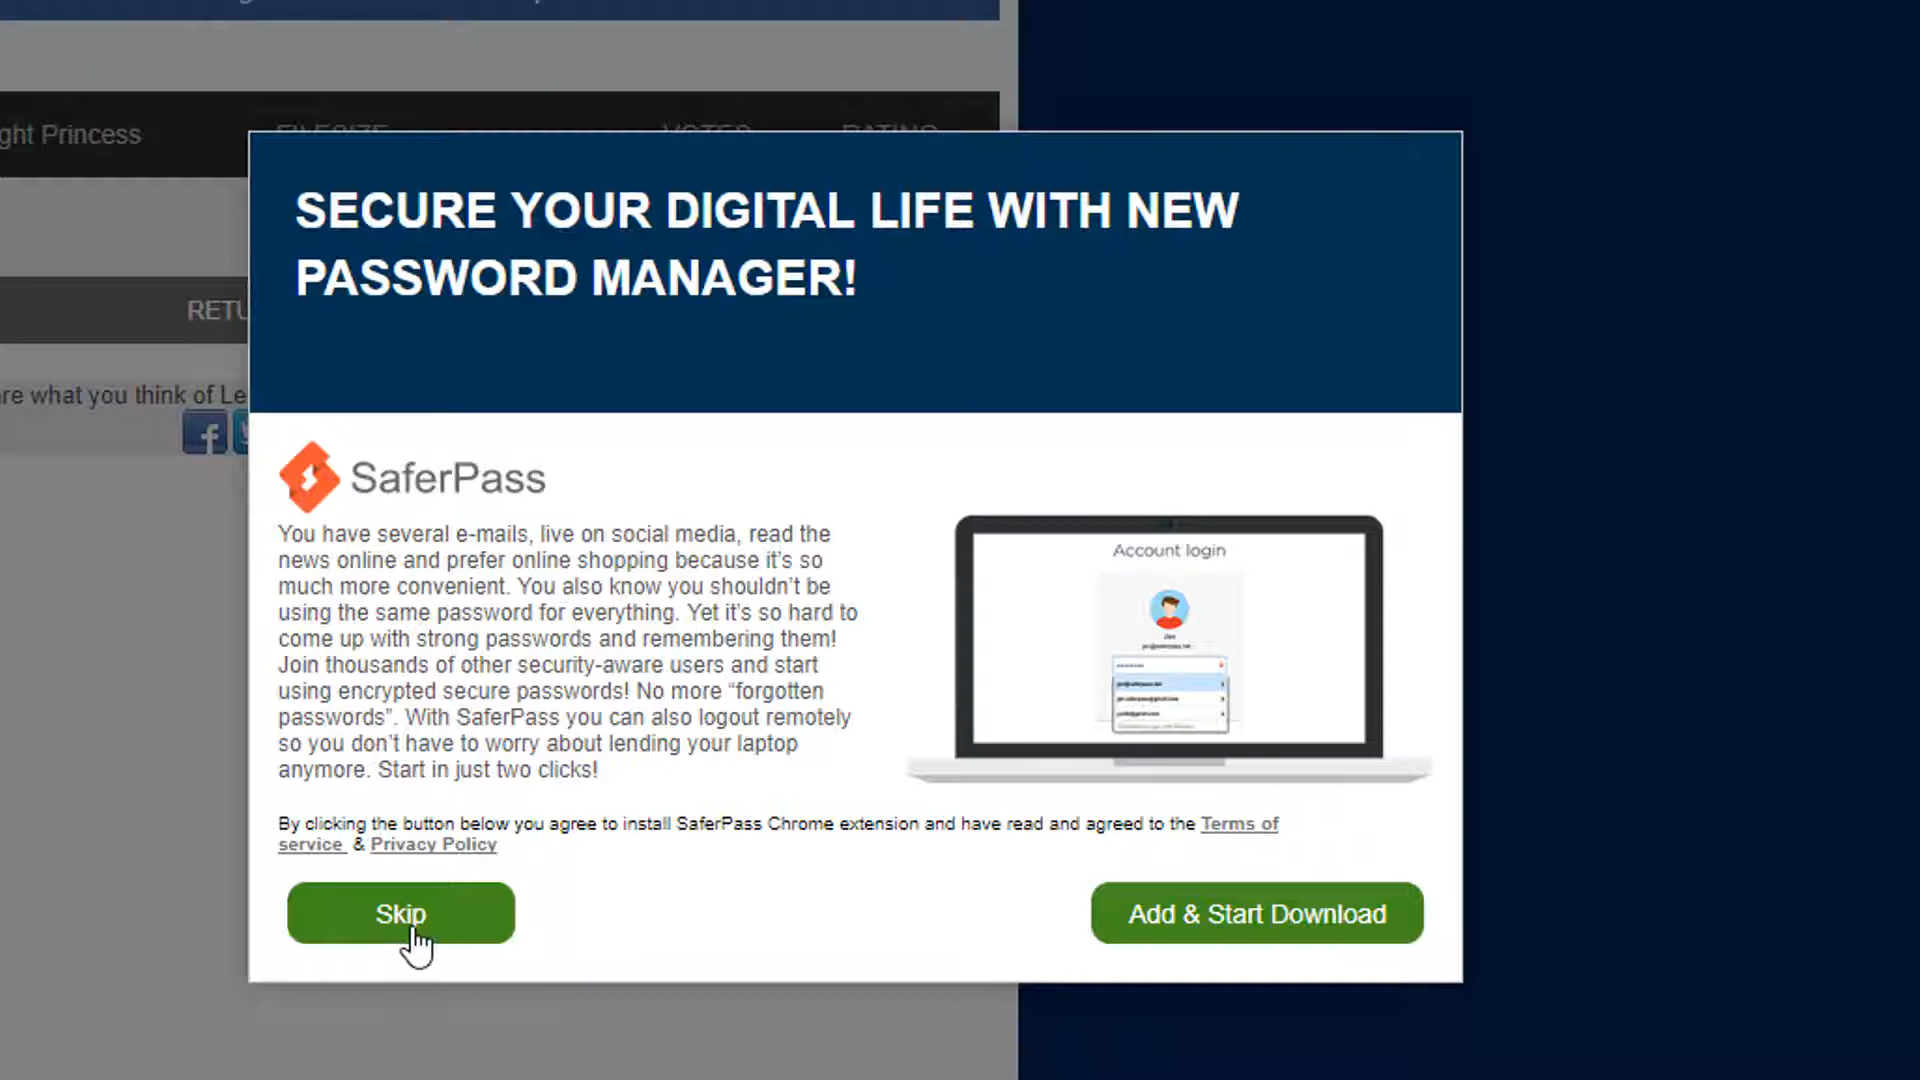 ght Princess
FILESIZE
VOTES
RATING
SECURE YOUR DIGITAL LIFE WITH NEW
PASSWORD MANAGER!
RETU
re what you think of Le
SaferPass
You have several e-mails, live on social media, read the
news online and prefer online shopping because it's so
much more convenient. You also know you shouldn't be
using the same password for everything. Yet it's so hard to
come up with strong passwords and remembering them!
Join thousands of other security-aware users and start
using encrypted secure passwords! No more “forgotten
passwords”. With SaferPass you can also logout remotely
so you don't have to worry about lending your laptop
anymore. Start in just two clicks!
Account login
By clicking the button below you agree to install SaferPass Chrome extension and have read and agreed to the Terms of
service & Privacy Policy
Skip
Add & Start Download